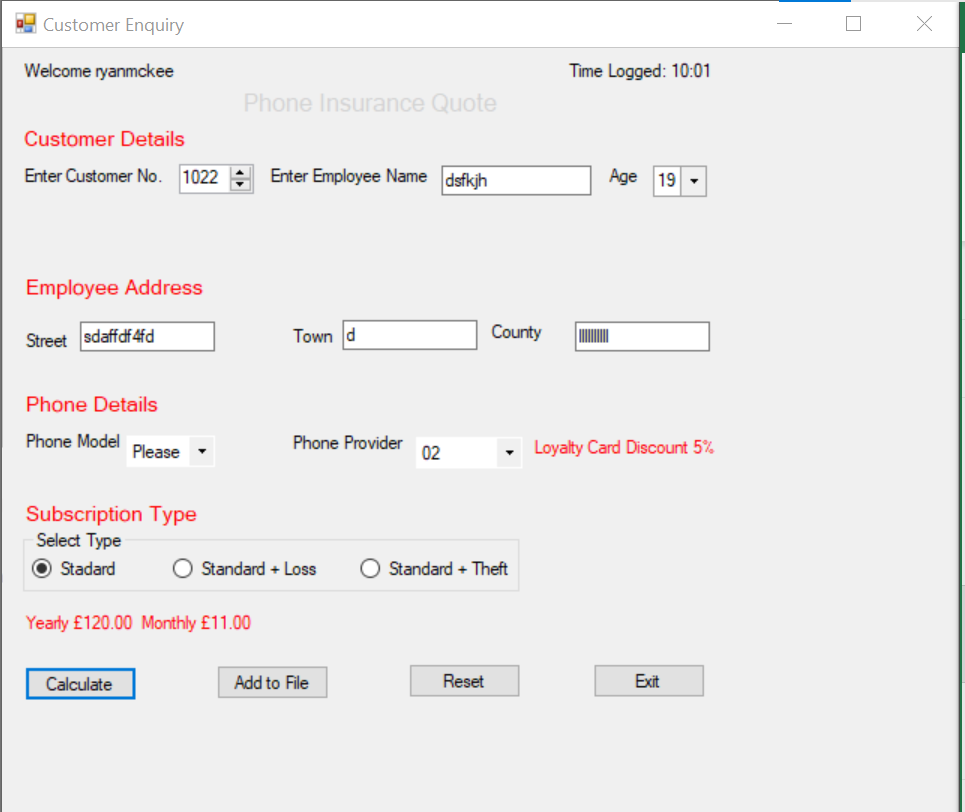 Customer Enquiry
Welcome ryanmckee Time Logged: 10:01
Phone Insurance Quote
Customer Details
Enter Customer No. 1022 Enter Employee Name dsfkjh Age 19
Employee Address
Street sdaffdf4fd Town d County llllllllll
Phone Details
Phone Model Please Phone Provider 02 Loyalty Card Discount 5%
Subscription Type
Select Type
Stadard Standard + Loss Standard + Theft
Yearly £120.00 Monthly £11.00
Calculate Add to File Reset Exit